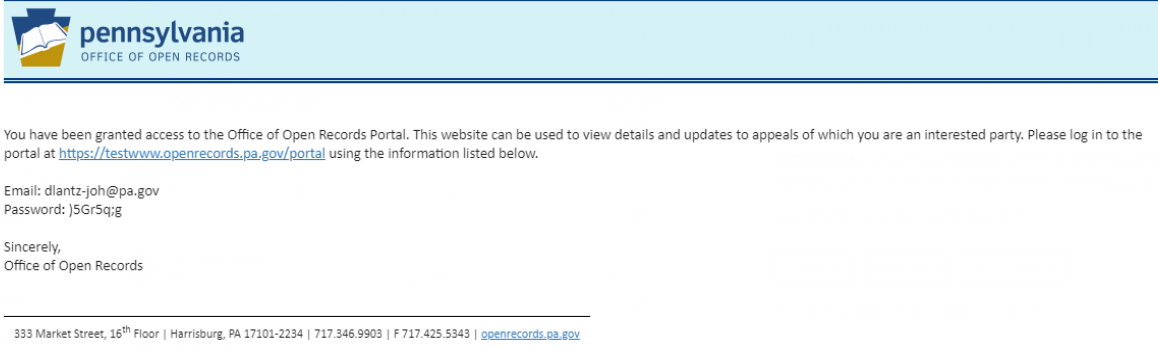 pennsylvania
OFFICE OF OPEN RECORDS
You have been granted access to the Office of Open Records Portal. This website can be used to view details and updates to appeals of which you are an interested party. Please log in to the
portal at https://testwww.openrecords.pa.gov/portal using the information listed below.
Email: dlantz-joh@pa.gov
Password: )5Gr5q;g
Sincerely,
Office of Open Records
333 Market Street, 16th Floor | Harrisburg, PA 17101-2234 | 717.346.9903 | F 717.425.5343 | openrecords.pa.gov